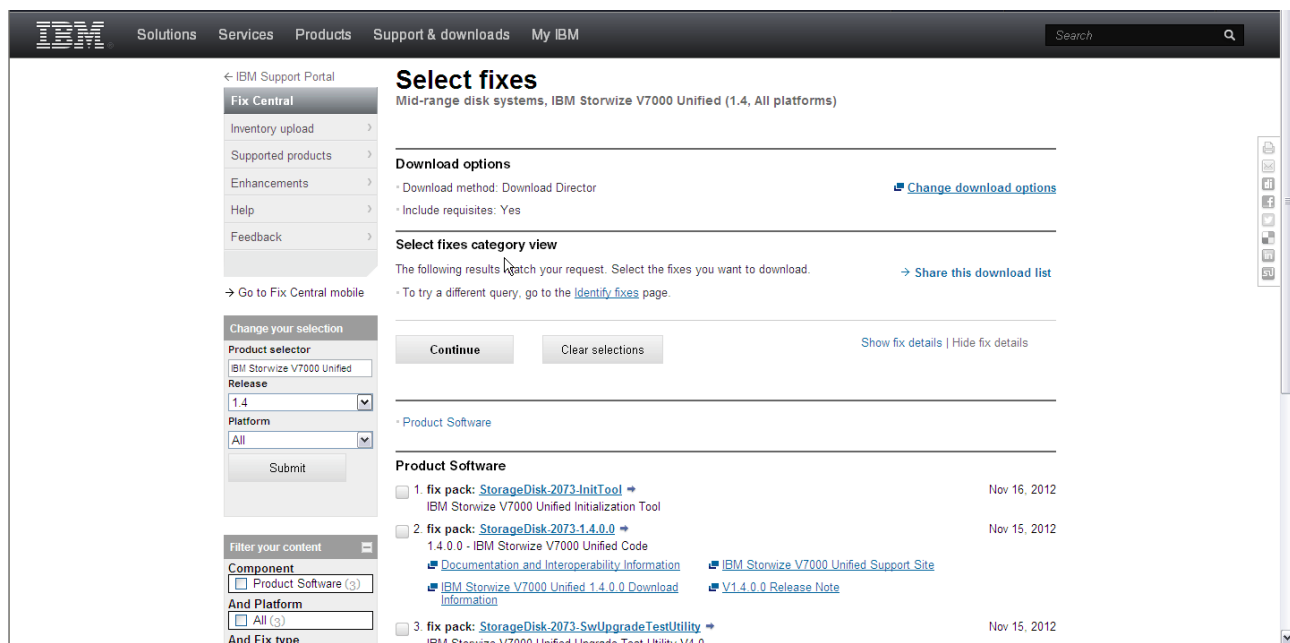 IBM
Solutions Services Products Support & downloads My IBM
Search
← IBM Support Portal
Fix Central
Inventory upload
Supported products
Enhancements
Help
Feedback
→ Go to Fix Central mobile
Change your selection
Product selector
IBM Storwize V7000 Unified
Release
1.4
Platform
All
Submit
Filter your content
Component
Product Software (3)
And Platform
All (3)
And Fix type
Select fixes
Mid-range disk systems, IBM Storwize V7000 Unified (1.4, All platforms)
Download options
Download method: Download Director
Change download options
Include requisites: Yes
Select fixes category view
The following results match your request. Select the fixes you want to download.
→ Share this download list
To try a different query, go to the Identify fixes page.
Continue
Clear selections
Show fix details | Hide fix details
Product Software
Product Software
1. fix pack: StorageDisk-2073-InitTool → Nov 16, 2012
IBM Storwize V7000 Unified Initialization Tool
2. fix pack: StorageDisk-2073-1.4.0.0 → Nov 15, 2012
1.4.0.0 - IBM Storwize V7000 Unified Code
Documentation and Interoperability Information
IBM Storwize V7000 Unified Support Site
IBM Storwize V7000 Unified 1.4.0.0 Download
Information
V1.4.0.0 Release Note
3. fix pack: StorageDisk-2073-SwUpgradeTestUtility → Nov 15, 2012
IBM Storwize V7000 Unified Upgrade Test Utility V4.0